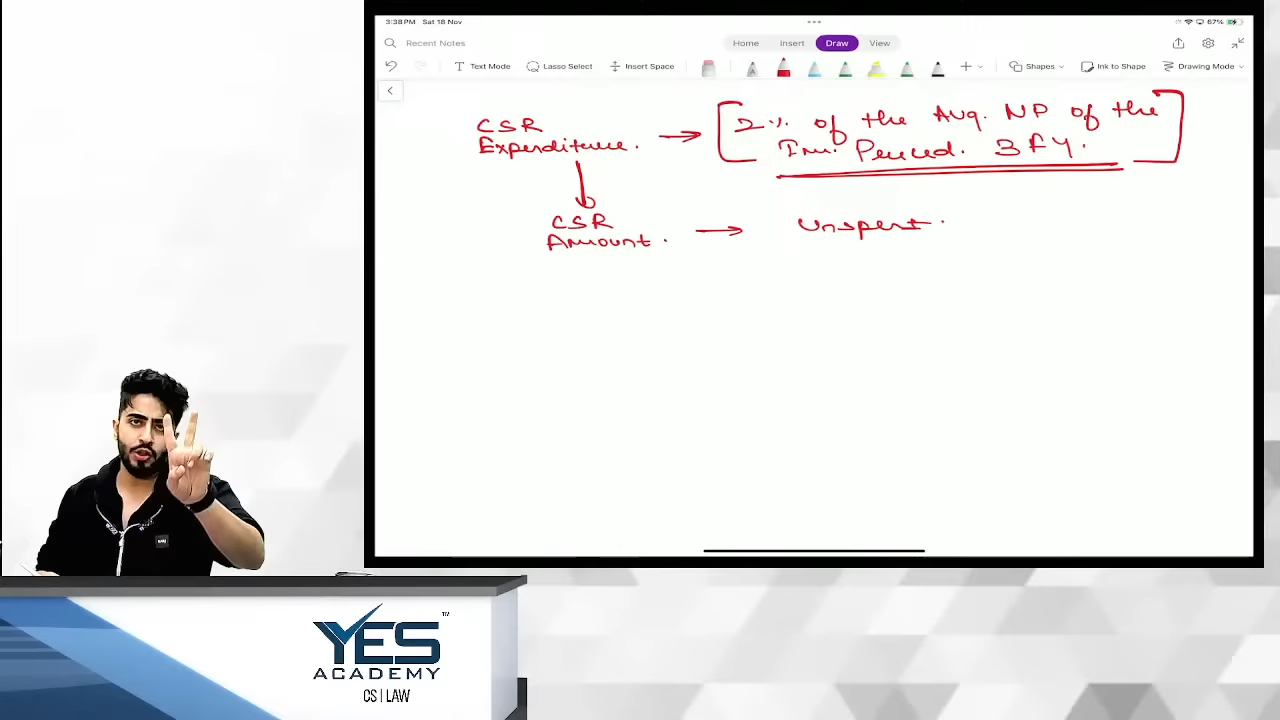 3:38 PM Sat 18 Nov
67%
Recent Notes
Home Insert Draw View
Text Mode Lasso Select Insert Space Shapes Ink to Shape Drawing Mode
CSR
Expenditure. → [2% of the Avg. NP of the
Imm. Preced. 3 FY.]
CSR
Amount. → Unspent.
YES™
ACADEMY
CS | LAW